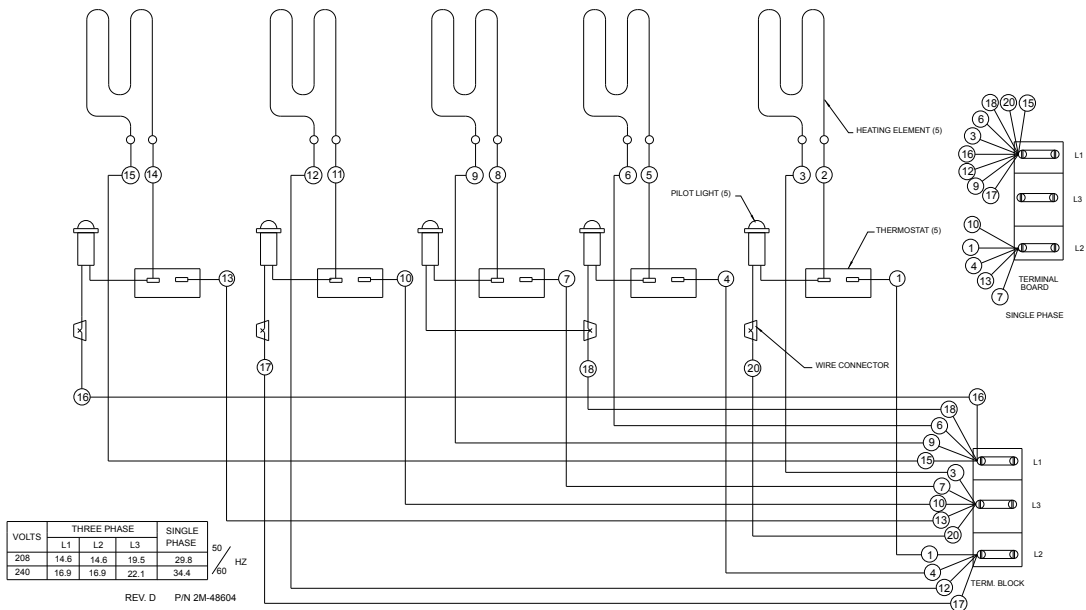 HEATING ELEMENT (5)
15 14 12 11 9 8 6 5 3 2
PILOT LIGHT (5)
THERMOSTAT (5)
13 10 7 4 1
WIRE CONNECTOR
17 18 20
16 16
18
6
9
15
L1
3
7
10
13
20
L3
1
4
12
17
L2
TERM. BLOCK
18 20 15
6
3
16
12
9
17
L1
L3
10
1
4
13
7
L2
TERMINAL
BOARD
SINGLE PHASE
VOLTS THREE PHASE SINGLE PHASE
L1 L2 L3
208 14.6 14.6 19.5 29.8
240 16.9 16.9 22.1 34.4
50/60 HZ
REV. D P/N 2M-48604